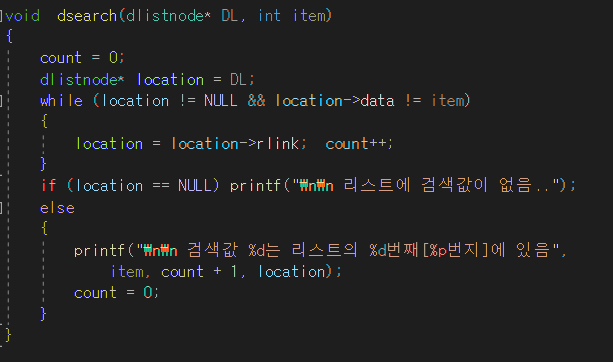 void  dsearch(dlistnode* DL, int item)
{
    count = 0;
    dlistnode* location = DL;
    while (location != NULL && location->data != item)
    {
        location = location->rlink;  count++;
    }
    if (location == NULL) printf("₩n₩n 리스트에 검색값이 없음..");
    else
    {
        printf("₩n₩n 검색값 %d는 리스트의 %d번째[%p번지]에 있음",
            item, count + 1, location);
        count = 0;
    }
}